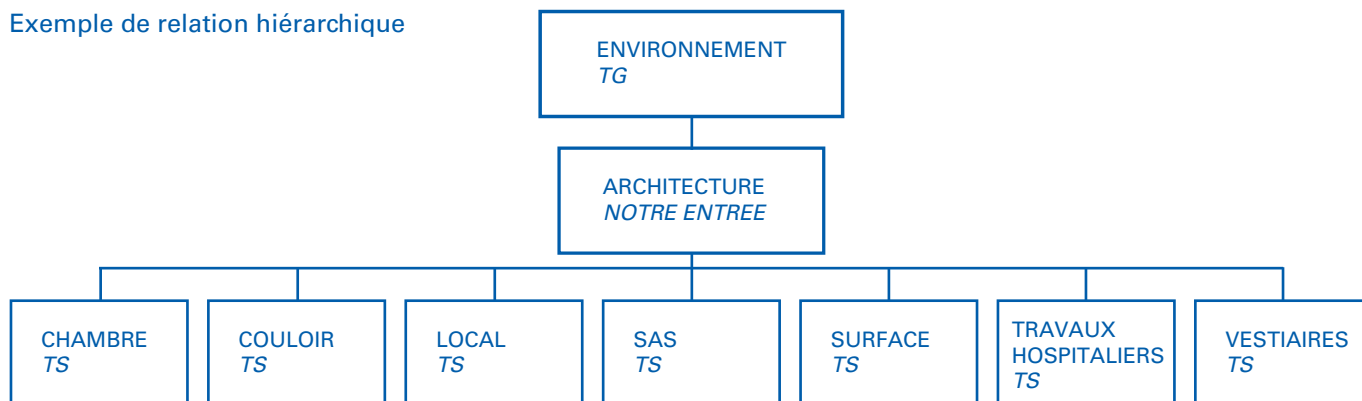 Exemple de relation hiérarchique
ENVIRONNEMENT
TG
ARCHITECTURE
NOTRE ENTREE
CHAMBRE
TS
COULOIR
TS
LOCAL
TS
SAS
TS
SURFACE
TS
TRAVAUX
HOSPITALIERS
TS
VESTIAIRES
TS